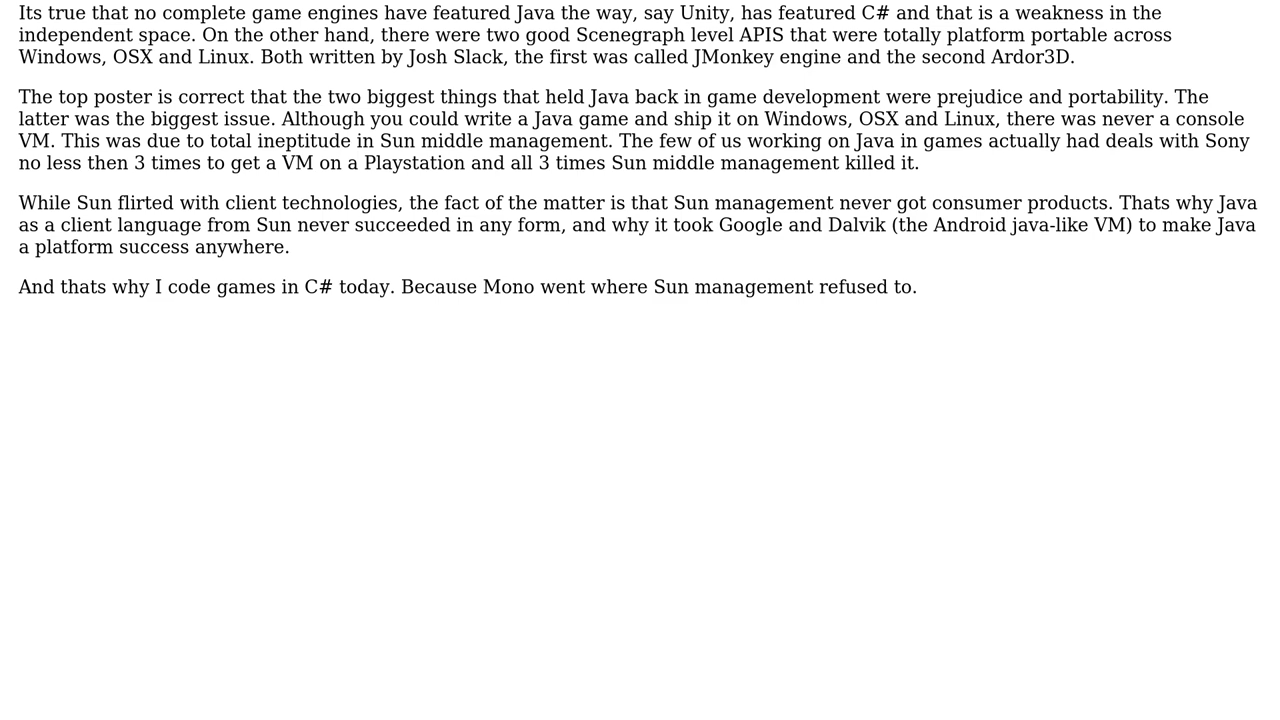 Its true that no complete game engines have featured Java the way, say Unity, has featured C# and that is a weakness in the
independent space. On the other hand, there were two good Scenegraph level APIS that were totally platform portable across
Windows, OSX and Linux. Both written by Josh Slack, the first was called JMonkey engine and the second Ardor3D.
The top poster is correct that the two biggest things that held Java back in game development were prejudice and portability. The
latter was the biggest issue. Although you could write a Java game and ship it on Windows, OSX and Linux, there was never a console
VM. This was due to total ineptitude in Sun middle management. The few of us working on Java in games actually had deals with Sony
no less then 3 times to get a VM on a Playstation and all 3 times Sun middle management killed it.
While Sun flirted with client technologies, the fact of the matter is that Sun management never got consumer products. Thats why Java
as a client language from Sun never succeeded in any form, and why it took Google and Dalvik (the Android java-like VM) to make Java
a platform success anywhere.
And thats why I code games in C# today. Because Mono went where Sun management refused to.